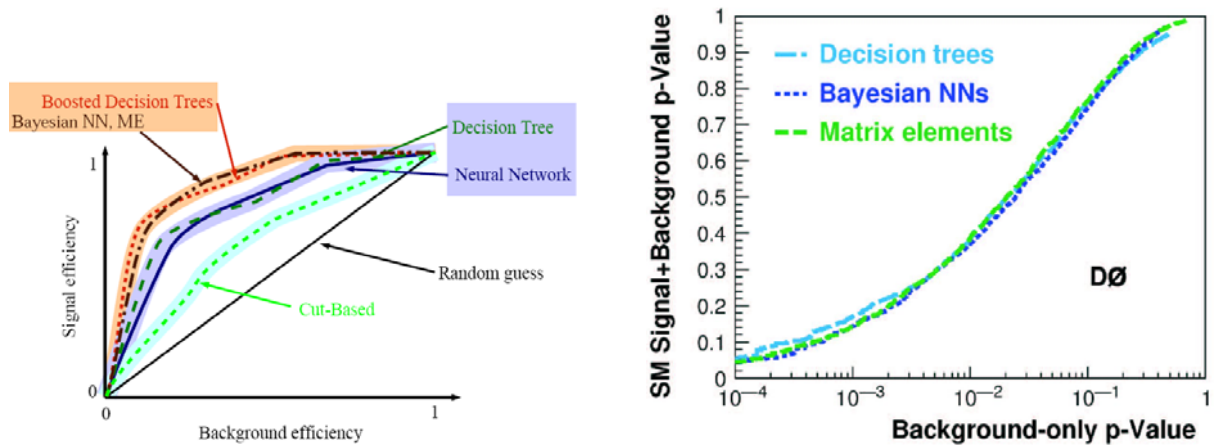 Boosted Decision Trees
Bayesian NN, ME
Decision Tree
Neural Network
Random guess
Cut-Based
Signal efficiency
1
0
0
1
Background efficiency
SM Signal+Background p-Value
1
0.9
0.8
0.7
0.6
0.5
0.4
0.3
0.2
0.1
0
Decision trees
Bayesian NNs
Matrix elements
DØ
10⁻⁴
10⁻³
10⁻²
10⁻¹
1
Background-only p-Value